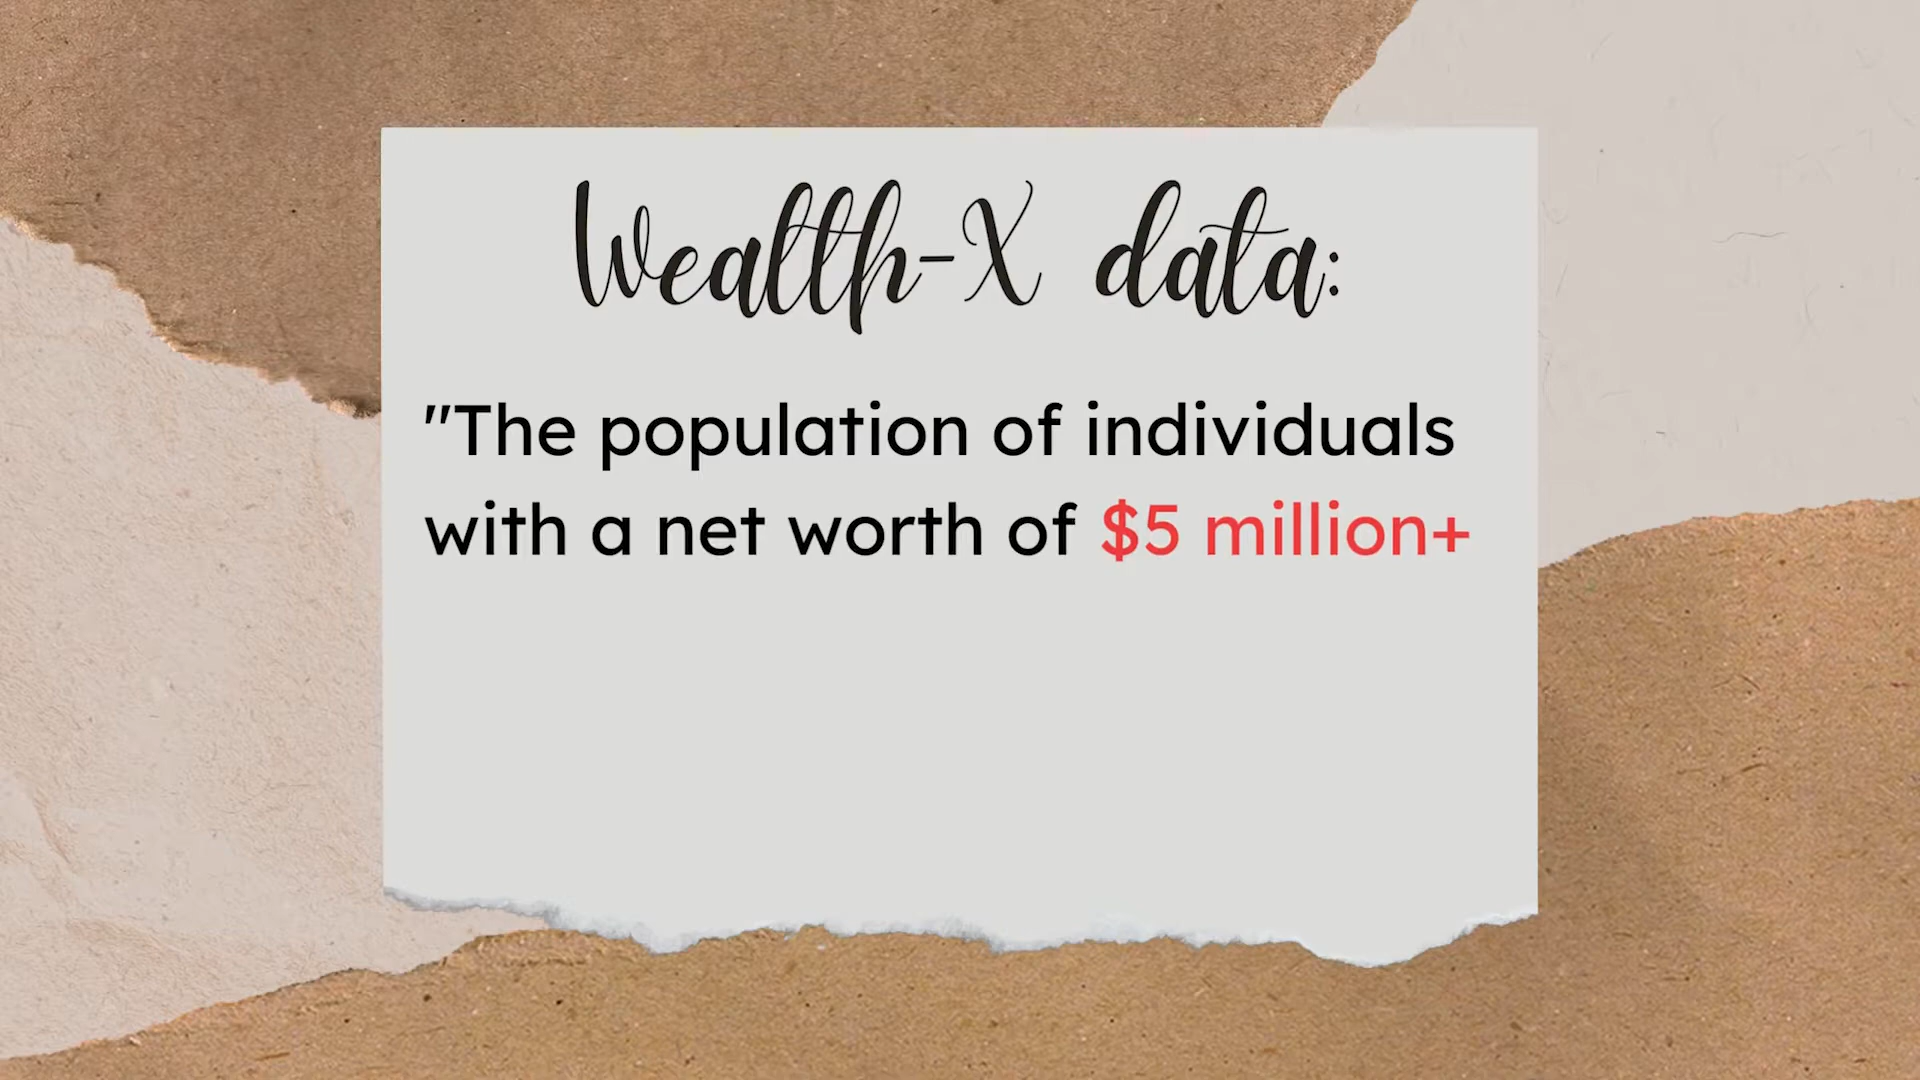 Wealth-X data:
"The population of individuals
with a net worth of $5 million+